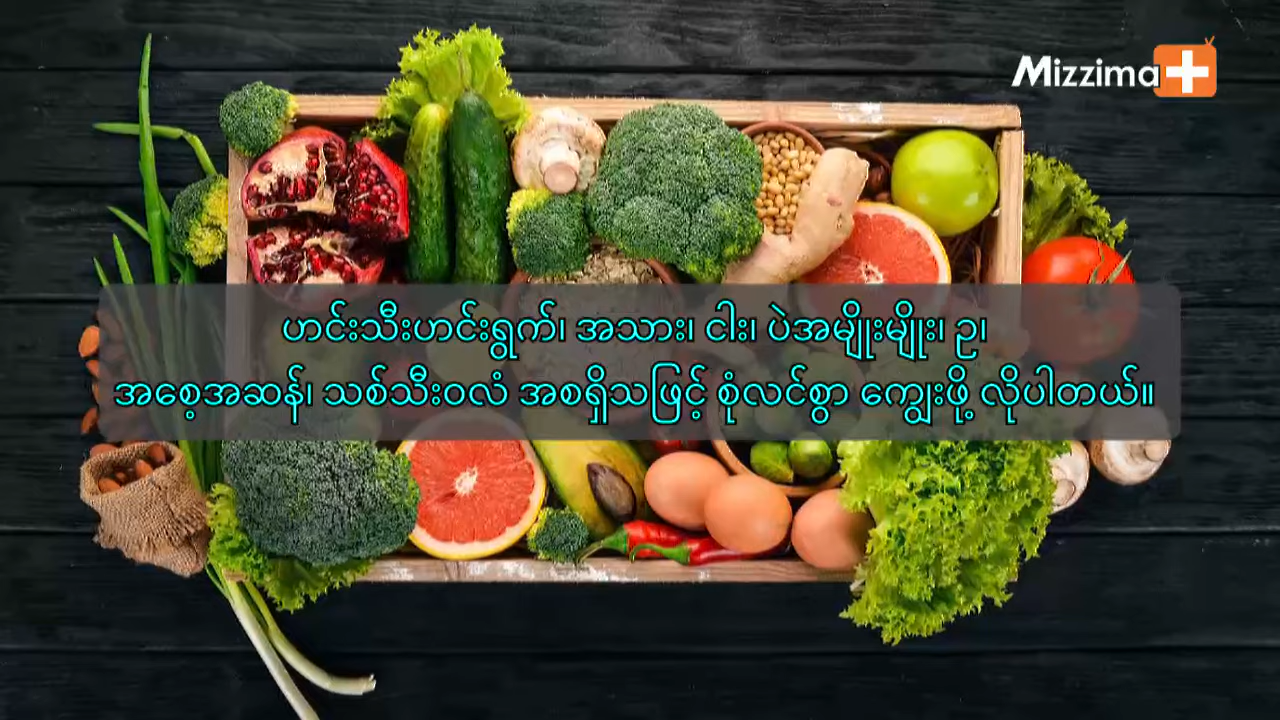 Mizzima+
ဟင်းသီးဟင်းရွက်၊ အသား၊ ငါး၊ ပဲအမျိုးမျိုး၊ ဥ၊
အစေ့အဆန်၊ သစ်သီးဝလံ အစရှိသဖြင့် စုံလင်စွာ ကျွေးဖို့ လိုပါတယ်။